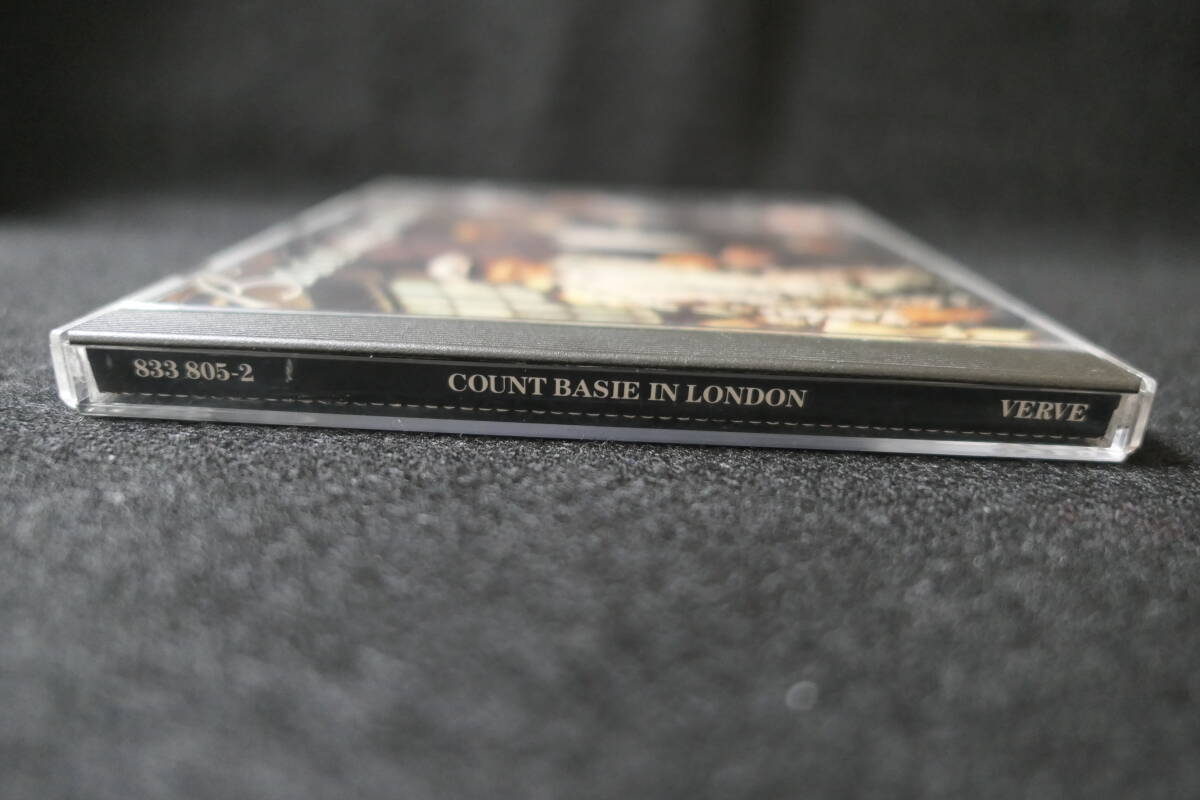 833 805-2 COUNT BASIE IN LONDON VERVE